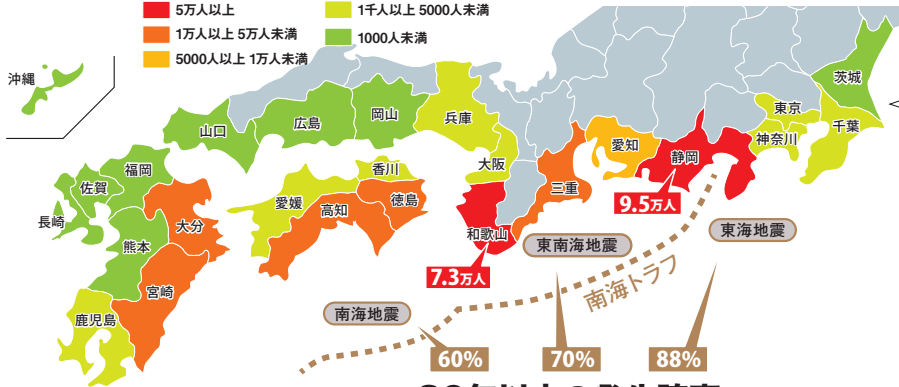 5万人以上
1万人以上 5万人未満
5000人以上 1万人未満
1千人以上 5000人未満
1000人未満
沖縄
茨城
東京
千葉
神奈川
山口
広島
岡山
兵庫
大阪
愛知
静岡
三重
和歌山
9.5万人
7.3万人
福岡
佐賀
長崎
熊本
大分
宮崎
鹿児島
香川
愛媛
高知
徳島
東南海地震
東海地震
南海トラフ
南海地震
60%
70%
88%